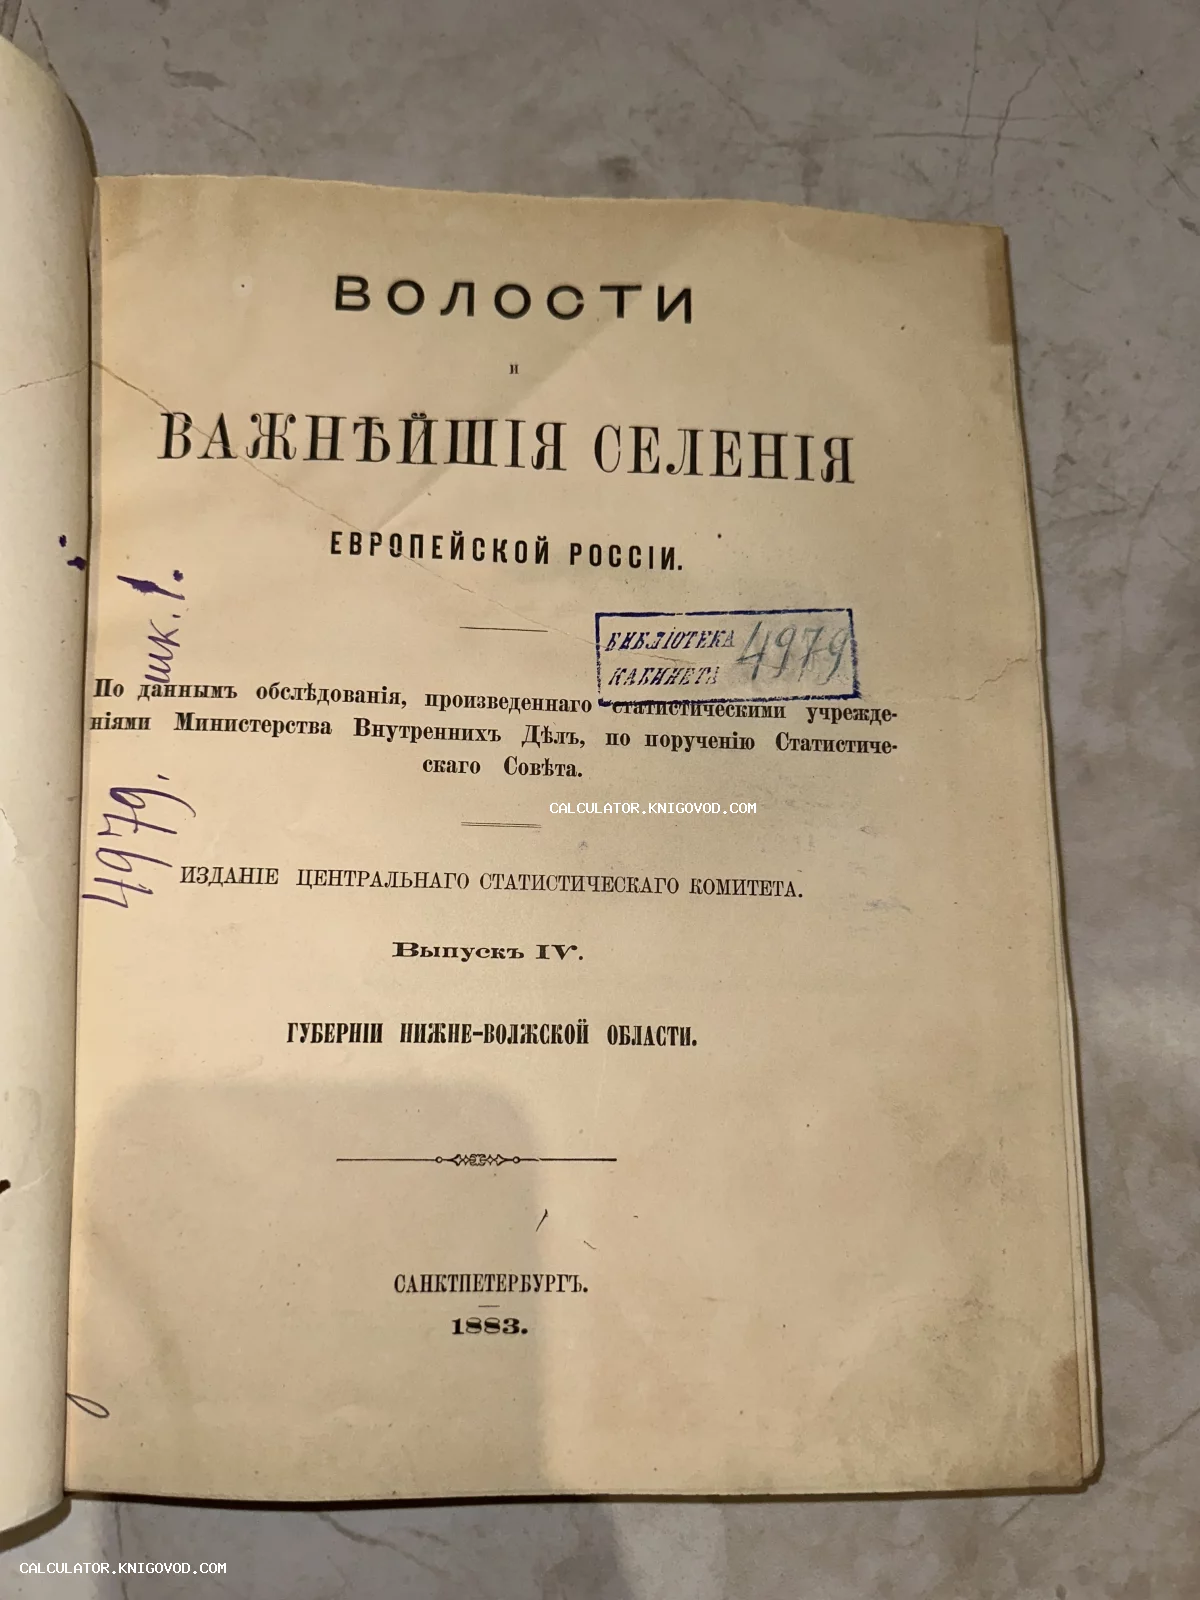 ВОЛОСТИ
и
ВАЖНѢЙШІЯ СЕЛЕНІЯ
ЕВРОПЕЙСКОЙ РОССІИ.
шк. 1.
БИБЛІОТЕКА 4979
КАБИНЕТА
По даннымъ обслѣдованія, произведеннаго статистическими учрежде-
ніями Министерства Внутреннихъ Дѣлъ, по порученію Статистиче-
скаго Совѣта.
CALCULATOR.KNIGOVOD.COM
4979.
ИЗДАНІЕ ЦЕНТРАЛЬНАГО СТАТИСТИЧЕСКАГО КОМИТЕТА.
Выпускъ IV.
ГУБЕРНІИ НИЖНЕ-ВОЛЖСКОЙ ОБЛАСТИ.
САНКТПЕТЕРБУРГЪ.
1883.
CALCULATOR.KNIGOVOD.COM